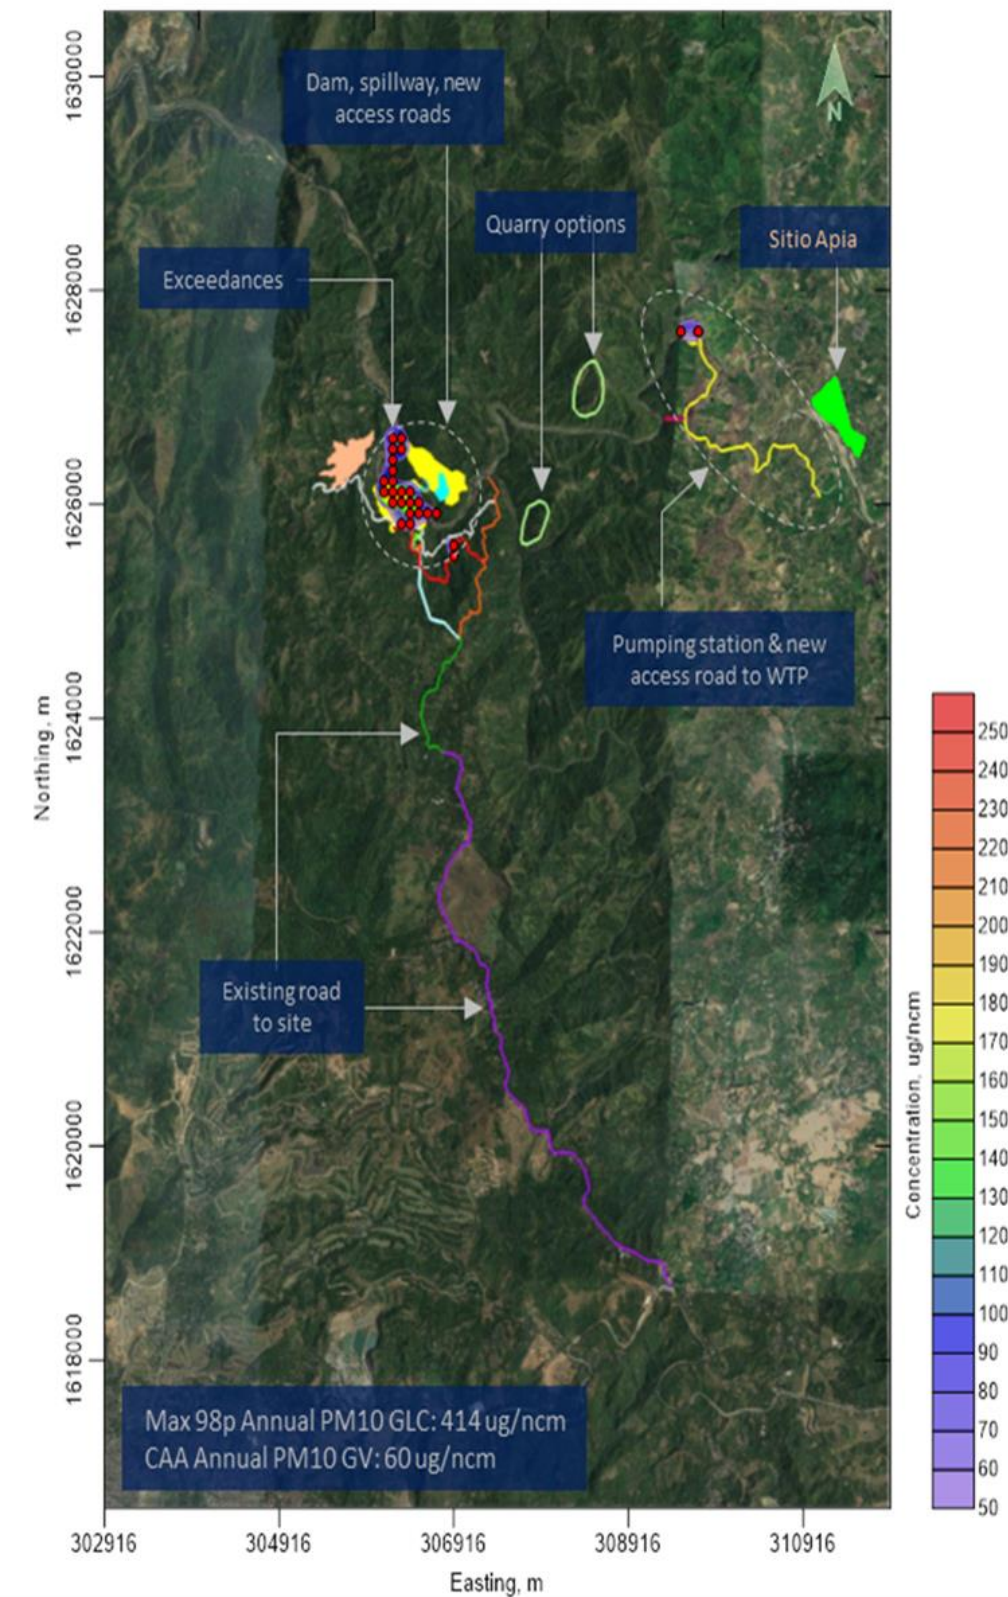 Dam, spillway, new
access roads
Quarry options
Sitio Apia
Exceedances
Pumping station & new
access road to WTP
Existing road
to site
Max 98p Annual PM10 GLC: 414 ug/ncm
CAA Annual PM10 GV: 60 ug/ncm
N
Northing, m
1630000
1628000
1626000
1624000
1622000
1620000
1618000
302916
304916
306916
308916
310916
Easting, m
Concentration, ug/ncm
250
240
230
220
210
200
190
180
170
160
150
140
130
120
110
100
90
80
70
60
50